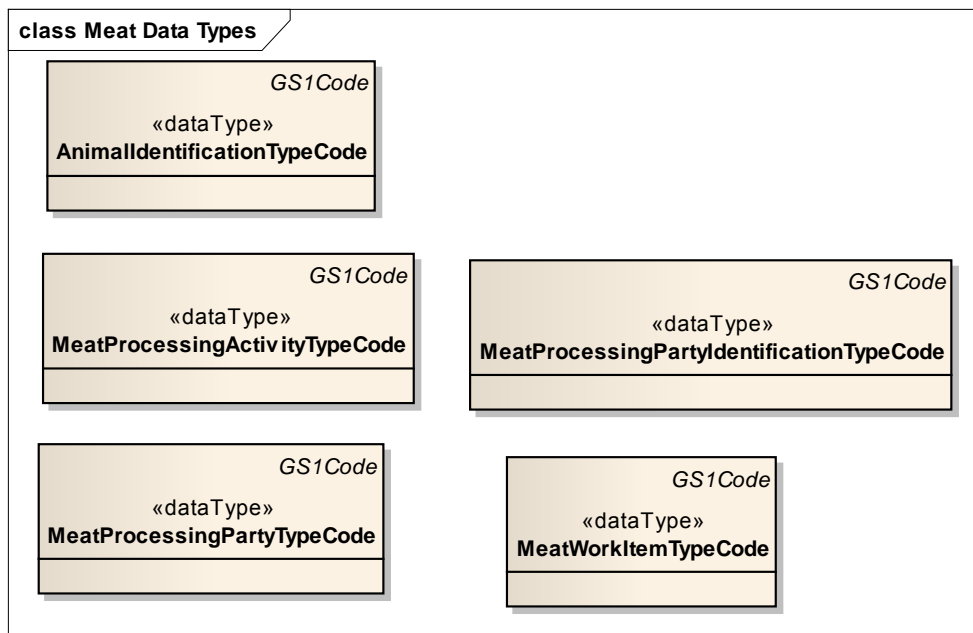 class Meat Data Types
GS1Code
«dataType»
AnimalIdentificationTypeCode
GS1Code
«dataType»
MeatProcessingActivityTypeCode
GS1Code
«dataType»
MeatProcessingPartyIdentificationTypeCode
GS1Code
«dataType»
MeatProcessingPartyTypeCode
GS1Code
«dataType»
MeatWorkItemTypeCode